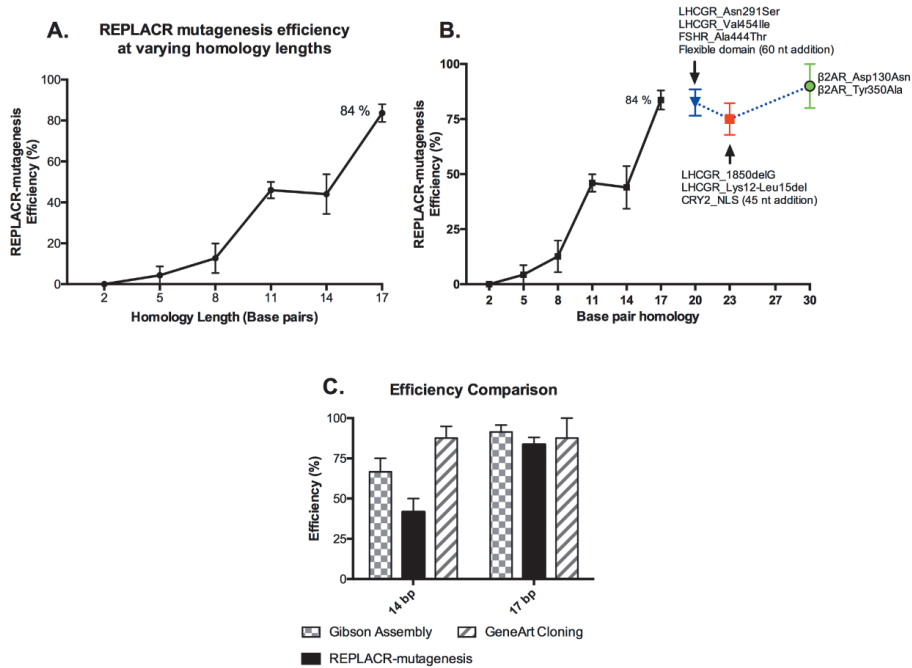 A.
REPLACR mutagenesis efficiency
at varying homology lengths
REPLACR-mutagenesis
Efficiency (%)
100
80
60
40
20
0
84 %
2 5 8 11 14 17
Homology Length (Base pairs)
B.
LHCGR_Asn291Ser
LHCGR_Val454Ile
FSHR_Ala444Thr
Flexible domain (60 nt addition)
REPLACR-mutagenesis
Efficiency (%)
100
75
50
25
0
84 %
β2AR_Asp130Asn
β2AR_Tyr350Ala
LHCGR_1850delG
LHCGR_Lys12-Leu15del
CRY2_NLS (45 nt addition)
2 5 8 11 14 17 20 23 27 30
Base pair homology
C.
Efficiency Comparison
Efficiency (%)
100
75
50
25
0
14 bp 17 bp
Gibson Assembly GeneArt Cloning
REPLACR-mutagenesis